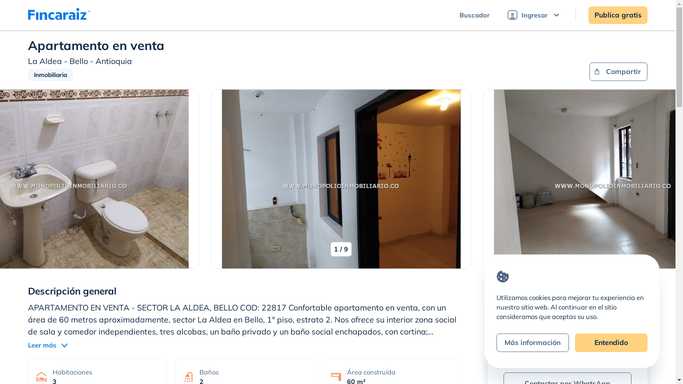 Fincaraiz
Buscador
Ingresar
Publica gratis
Apartamento en venta
La Aldea - Bello - Antioquia
Inmobiliaria
Compartir
WWW.MONOPOLIOINMOBILIARIO.CO
WWW.MONOPOLIOINMOBILIARIO.CO
WWW.MONOPOLIOINMOBILIARIO.CO
1 / 9
Descripción general
APARTAMENTO EN VENTA - SECTOR LA ALDEA, BELLO COD: 22817 Confortable apartamento en venta, con un
área de 60 metros aproximadamente, sector La Aldea en Bello, 1° piso, estrato 2. Nos ofrece su interior zona social
de sala y comedor independientes, tres alcobas, un baño privado y un baño social enchapados, con cortina;...
Leer más
Habitaciones
3
Baños
2
Área construida
60 m²
Utilizamos cookies para mejorar tu experiencia en
nuestro sitio web. Al continuar en el sitio
consideramos que aceptas su uso.
Más información
Entendido
Contactar por WhatsApp